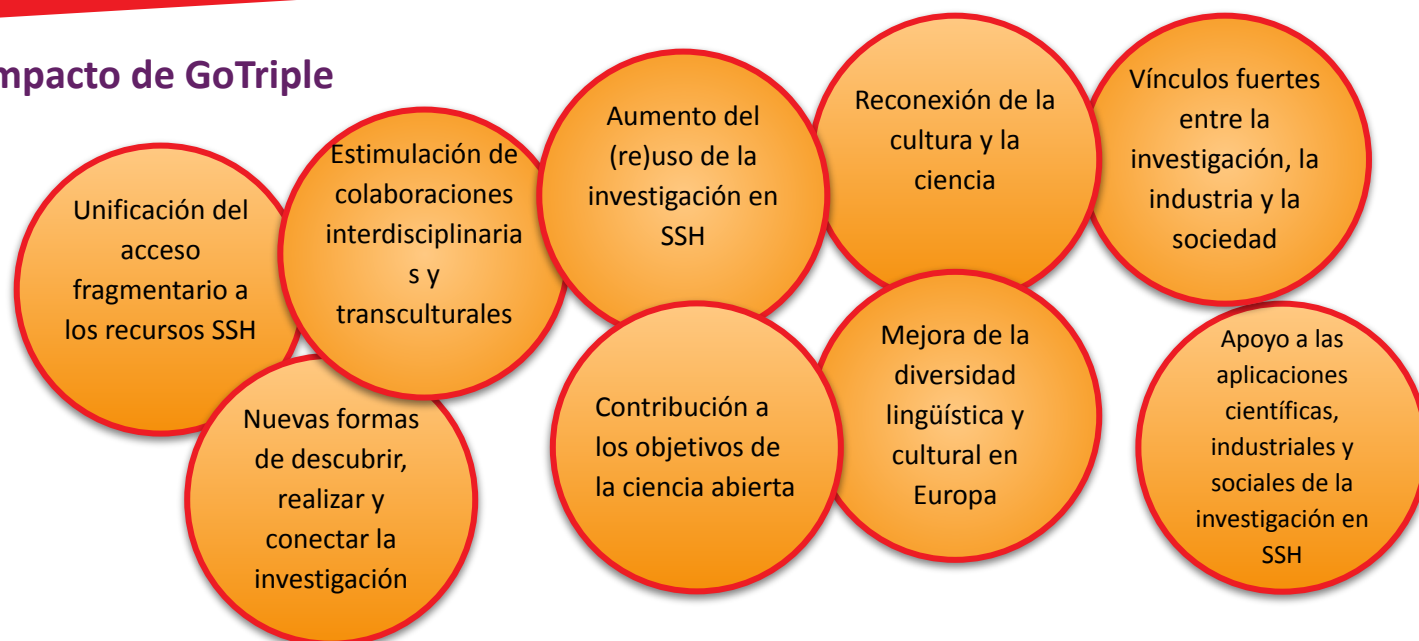 mpacto de GoTriple
Unificación del
acceso
fragmentario a
los recursos SSH
Estimulación de
colaboraciones
interdisciplinaria
s y
transculturales
Aumento del
(re)uso de la
investigación en
SSH
Reconexión de la
cultura y la
ciencia
Vínculos fuertes
entre la
investigación, la
industria y la
sociedad
Nuevas formas
de descubrir,
realizar y
conectar la
investigación
Contribución a
los objetivos de
la ciencia abierta
Mejora de la
diversidad
lingüística y
cultural en
Europa
Apoyo a las
aplicaciones
científicas,
industriales y
sociales de la
investigación en
SSH